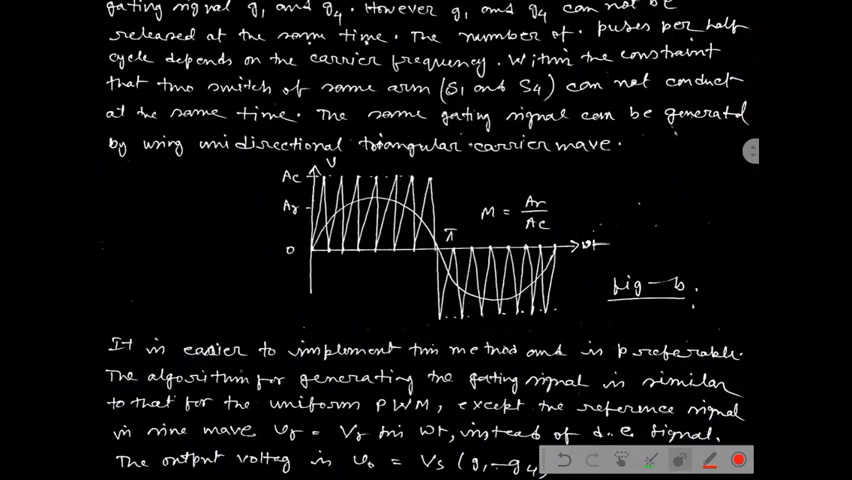 gating signal g1 and g4. However g1 and g4 can not be
released at the same time. The number of puses per half
cycle depends on the carrier frequency. Within the constraint
that two switch of same arm (S1 and S4) can not conduct
at the same time. The same gating signal can be generated
by using unidirectional triangular carrier wave.
V
Ac
Ar
M = Ar/Ac
π
0
wt
fig - b.
It is easier to implement this method and is preferable.
The algorithm for generating the gating signal is similar
to that for the uniform PWM, except the reference signal
is sine wave vr = Vr sin wt, instead of d.c signal.
The output voltag is vo = Vs (g1 - g4)